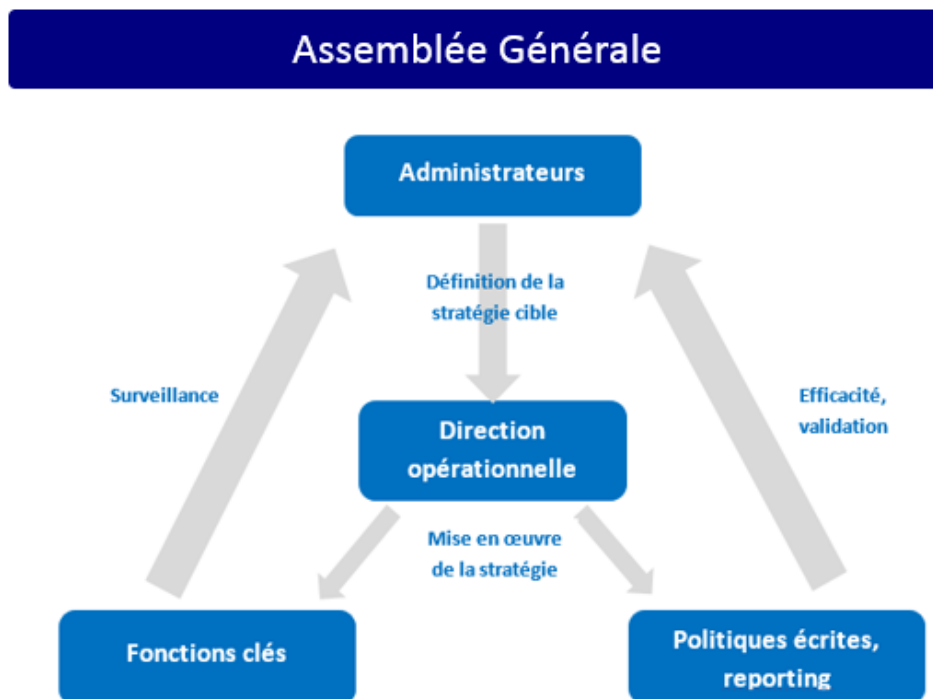 Assemblée Générale
Administrateurs
Définition de la
stratégie cible
Surveillance
Efficacité,
validation
Direction
opérationnelle
Mise en œuvre
de la stratégie
Fonctions clés
Politiques écrites,
reporting